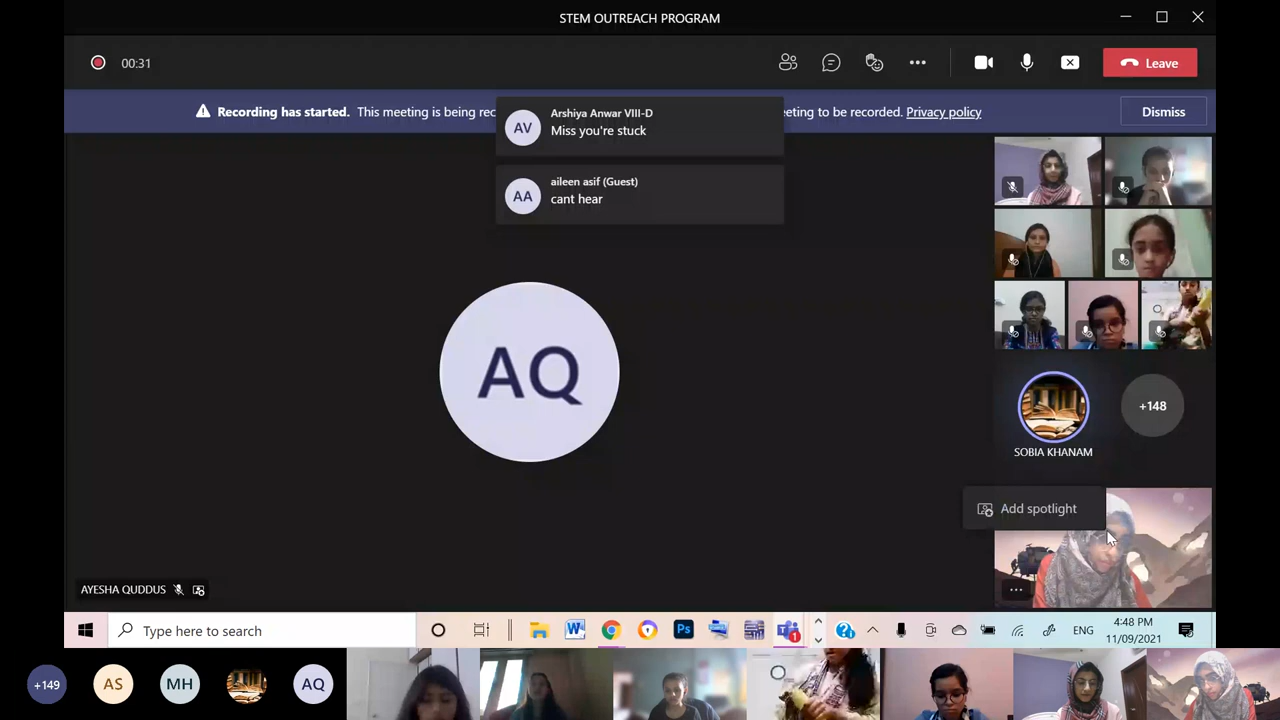 STEM OUTREACH PROGRAM
00:31
Leave
Recording has started. This meeting is being rec
eting to be recorded. Privacy policy
Dismiss
AV
Arshiya Anwar VIII-D
Miss you're stuck
AA
aileen asif (Guest)
cant hear
AQ
+148
SOBIA KHANAM
Add spotlight
AYESHA QUDDUS
Type here to search
W
Ps
1
?
ENG
4:48 PM
11/09/2021
+149
AS
MH
AQ